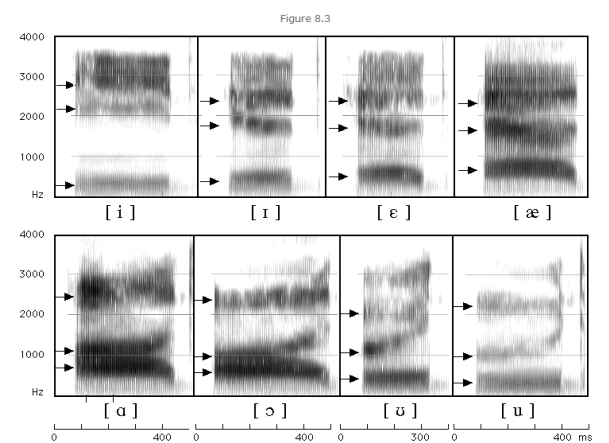 Figure 8.3
4000
3000
2000
1000
Hz
[ i ] [ ɪ ] [ ɛ ] [ æ ]
4000
3000
2000
1000
Hz
[ ɑ ] [ ɔ ] [ ʊ ] [ u ]
0 400 0 400 0 300 0 400 ms